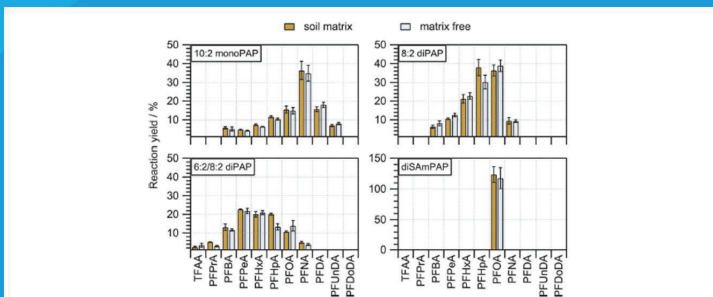 soil matrix matrix free
Reaction yield / %
10:2 monoPAP
50
40
30
20
10
8:2 diPAP
50
40
30
20
10
6:2/8:2 diPAP
50
40
30
20
10
0
diSAmPAP
150
100
50
0
TFAA
PFPrA
PFBA
PFPeA
PFHxA
PFHpA
PFOA
PFNA
PFDA
PFUnDA
PFDoDA
TFAA
PFPrA
PFBA
PFPeA
PFHxA
PFHpA
PFOA
PFNA
PFDA
PFUnDA
PFDoDA